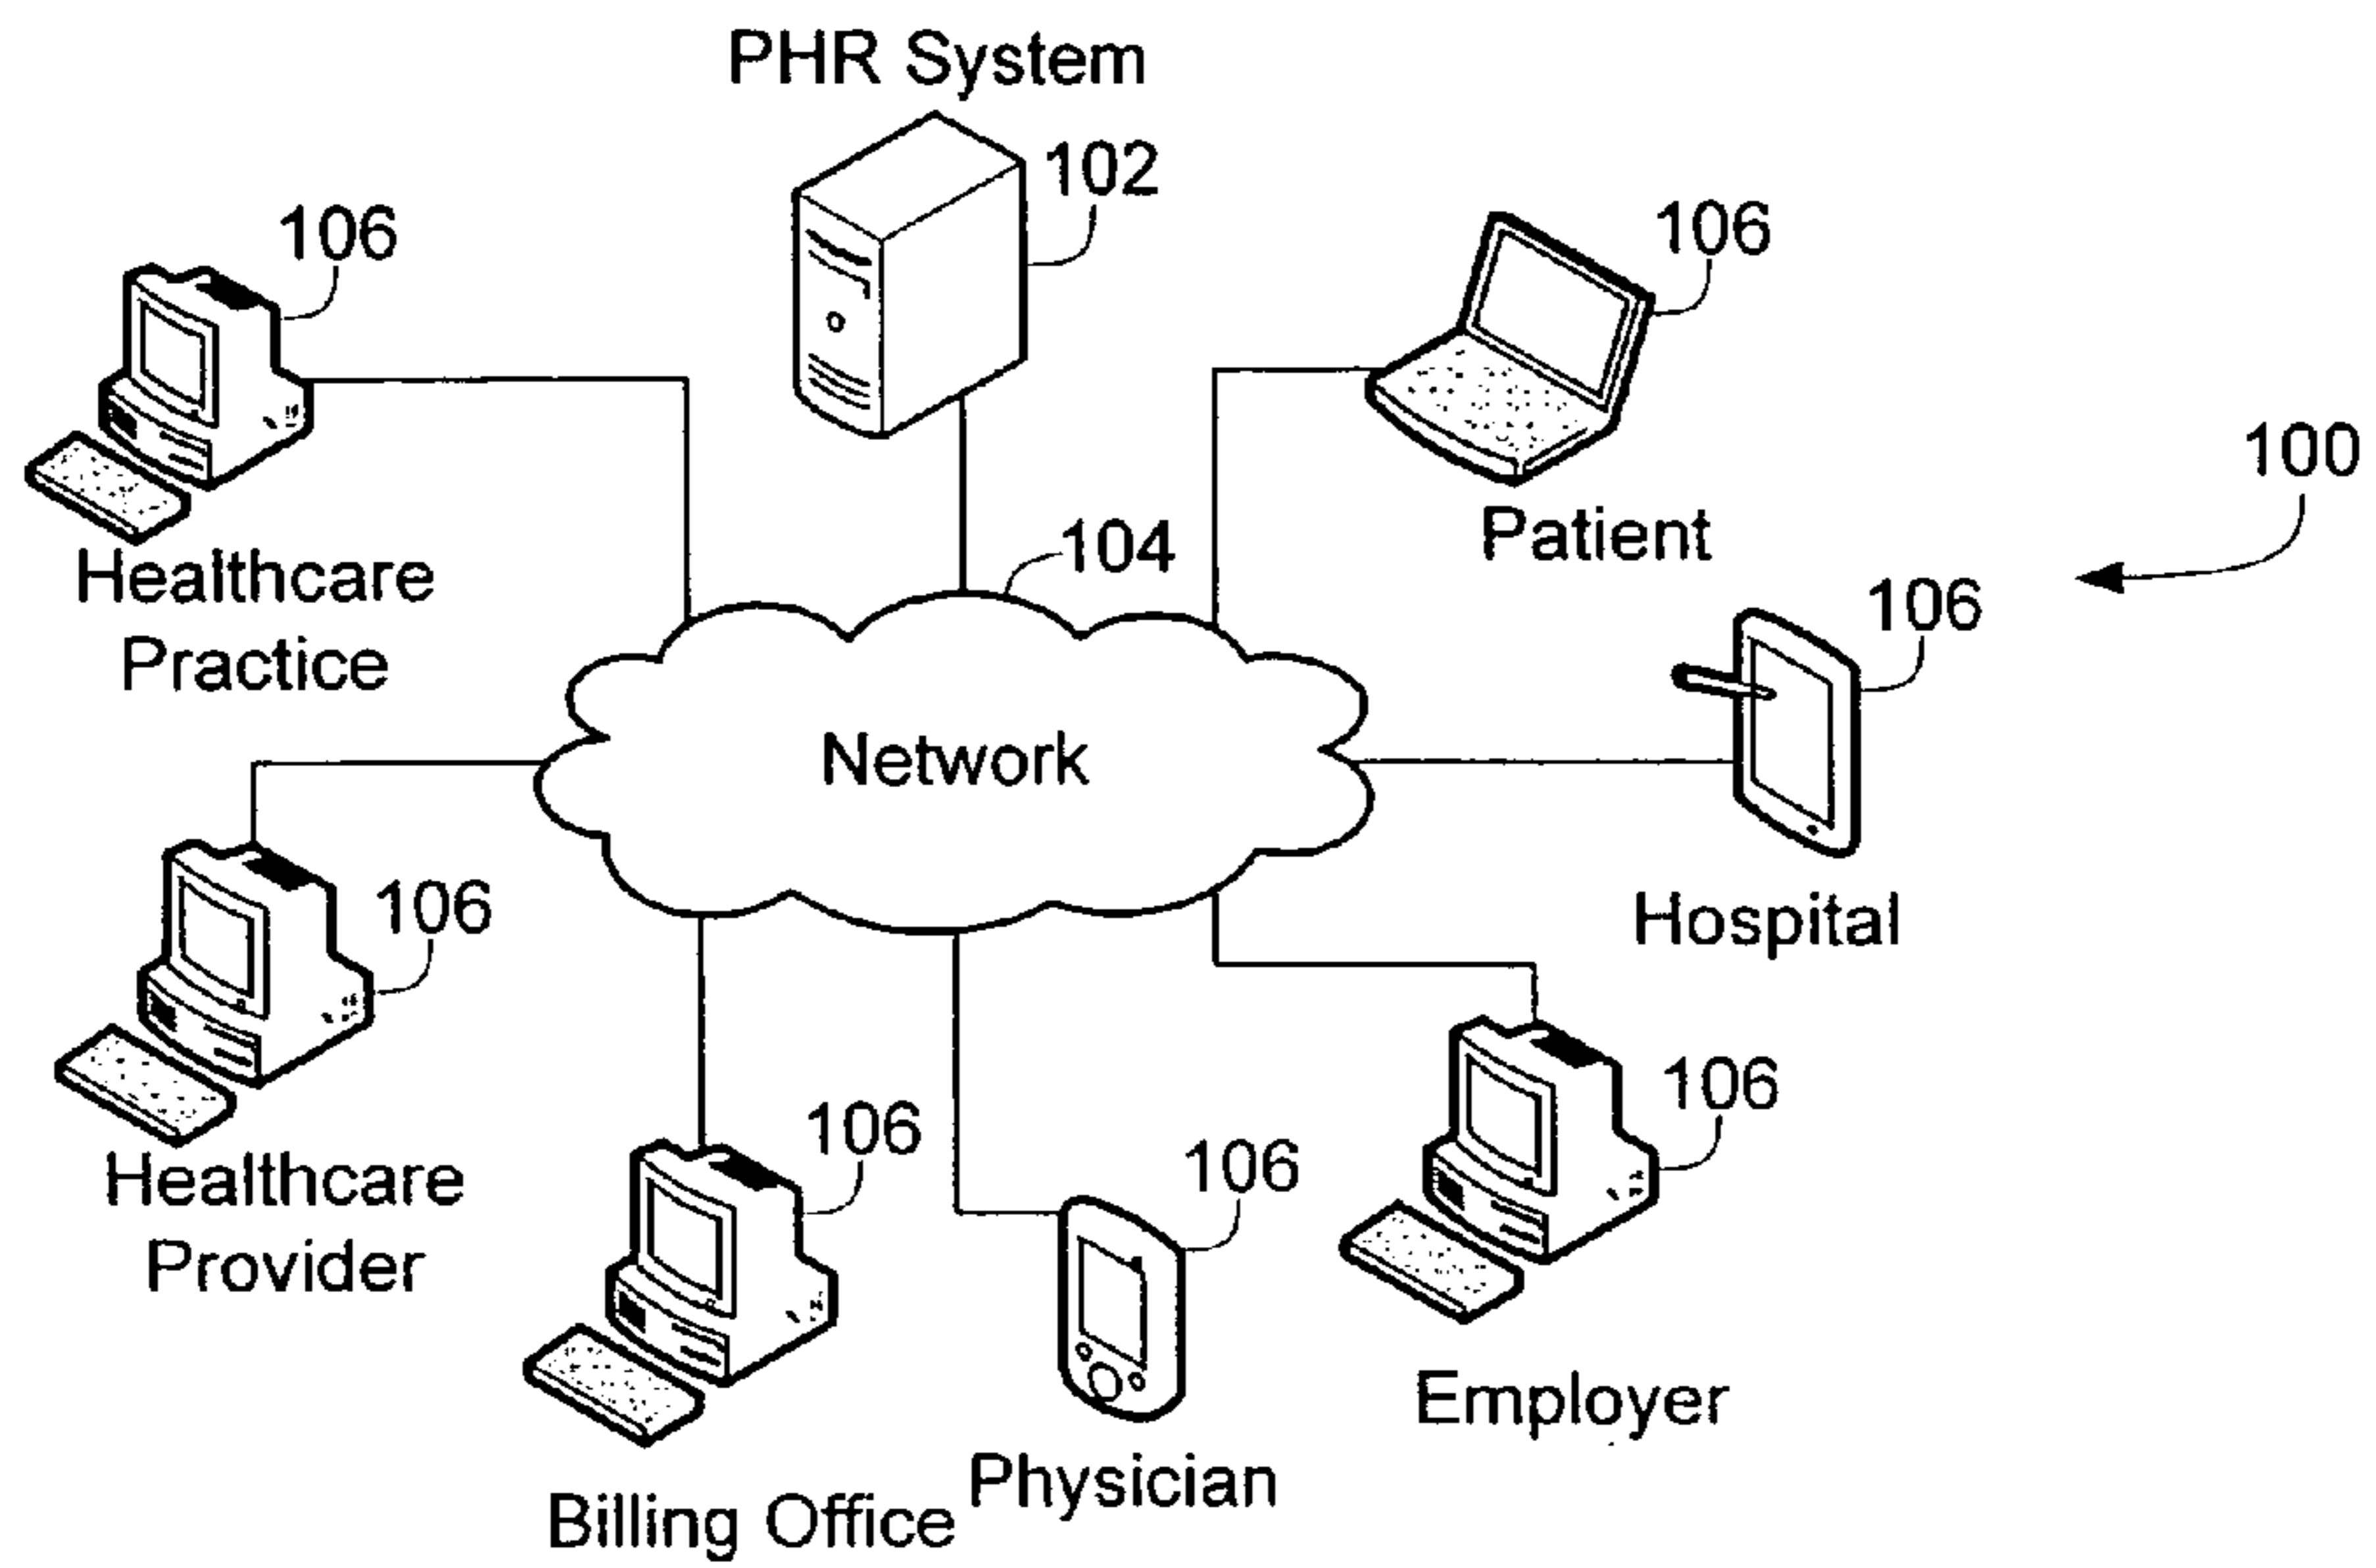 PHR System
102
106
106
100
Patient
104
Healthcare
Practice
106
Network
106
Hospital
106
106
106
Healthcare
Provider
Employer
Physician
Billing Office